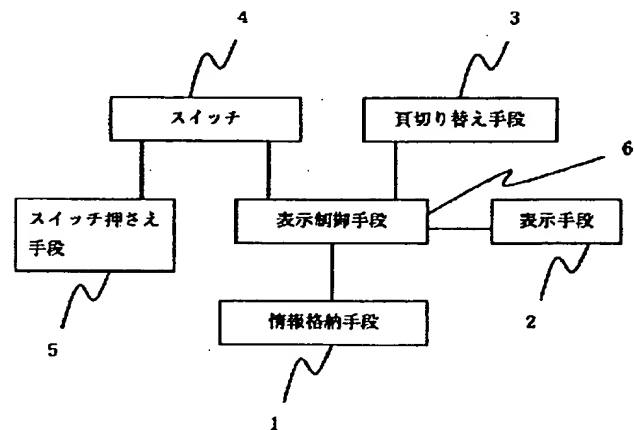 4
3
スイッチ
頁切り替え手段
6
スイッチ押さえ
手段
表示制御手段
表示手段
5
2
情報格納手段
1